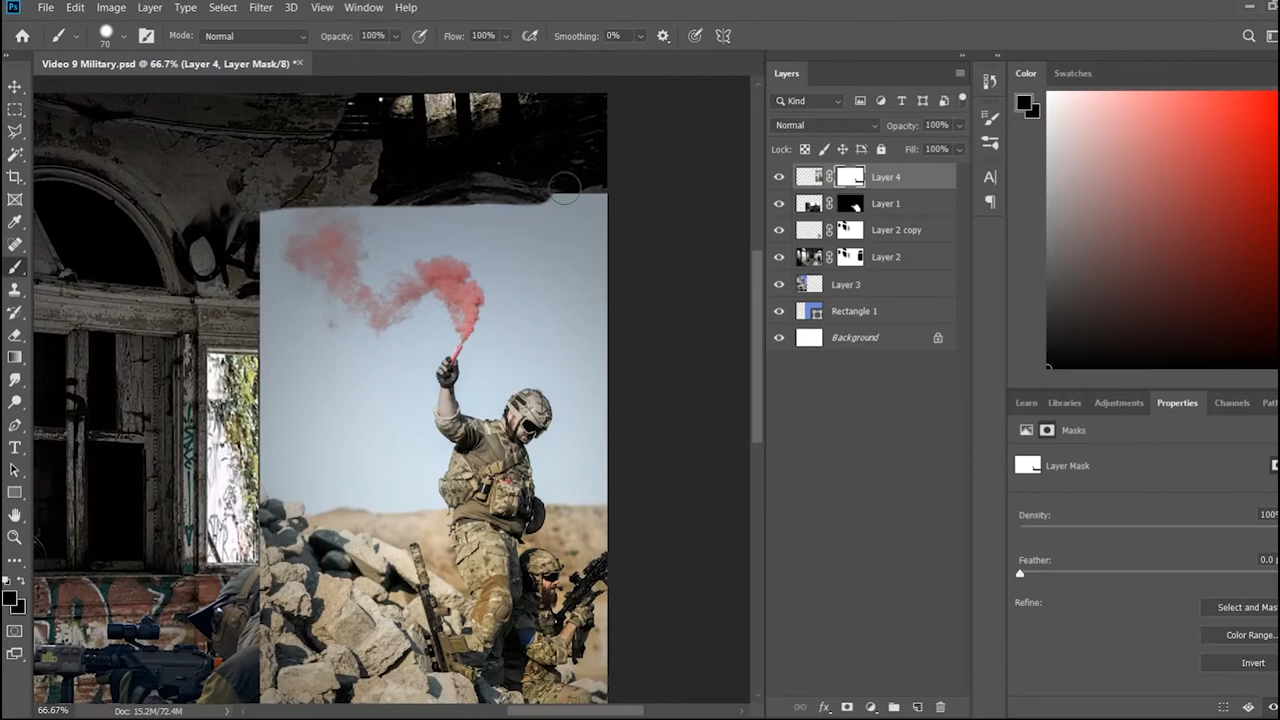 Ps File Edit Image Layer Type Select Filter 3D View Window Help
70 Mode: Normal Opacity: 100% Flow: 100% Smoothing: 0%
Video 9 Military.psd @ 66.7% (Layer 4, Layer Mask/8) *
Layers
Kind
Normal Opacity: 100%
Lock: Fill: 100%
Layer 4
Layer 1
Layer 2 copy
Layer 2
Layer 3
Rectangle 1
Background
Color Swatches
Learn Libraries Adjustments Properties Channels Pat
Masks
Layer Mask
Density: 100%
Feather: 0.0
Refine: Select and Mas
Color Range...
Invert
66.67% Doc: 15.2M/72.4M